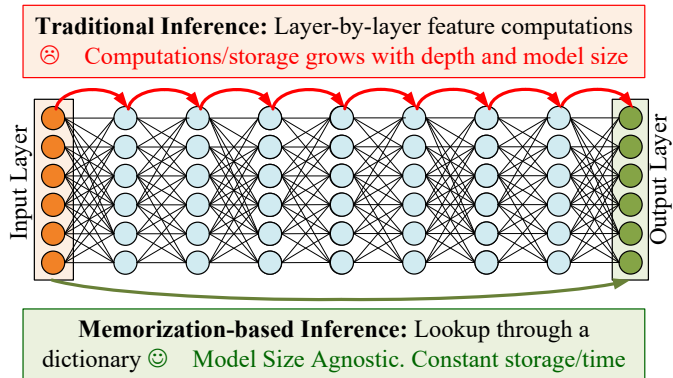 Traditional Inference: Layer-by-layer feature computations
☹ Computations/storage grows with depth and model size
Input Layer
Output Layer
Memorization-based Inference: Lookup through a
dictionary ☺ Model Size Agnostic. Constant storage/time